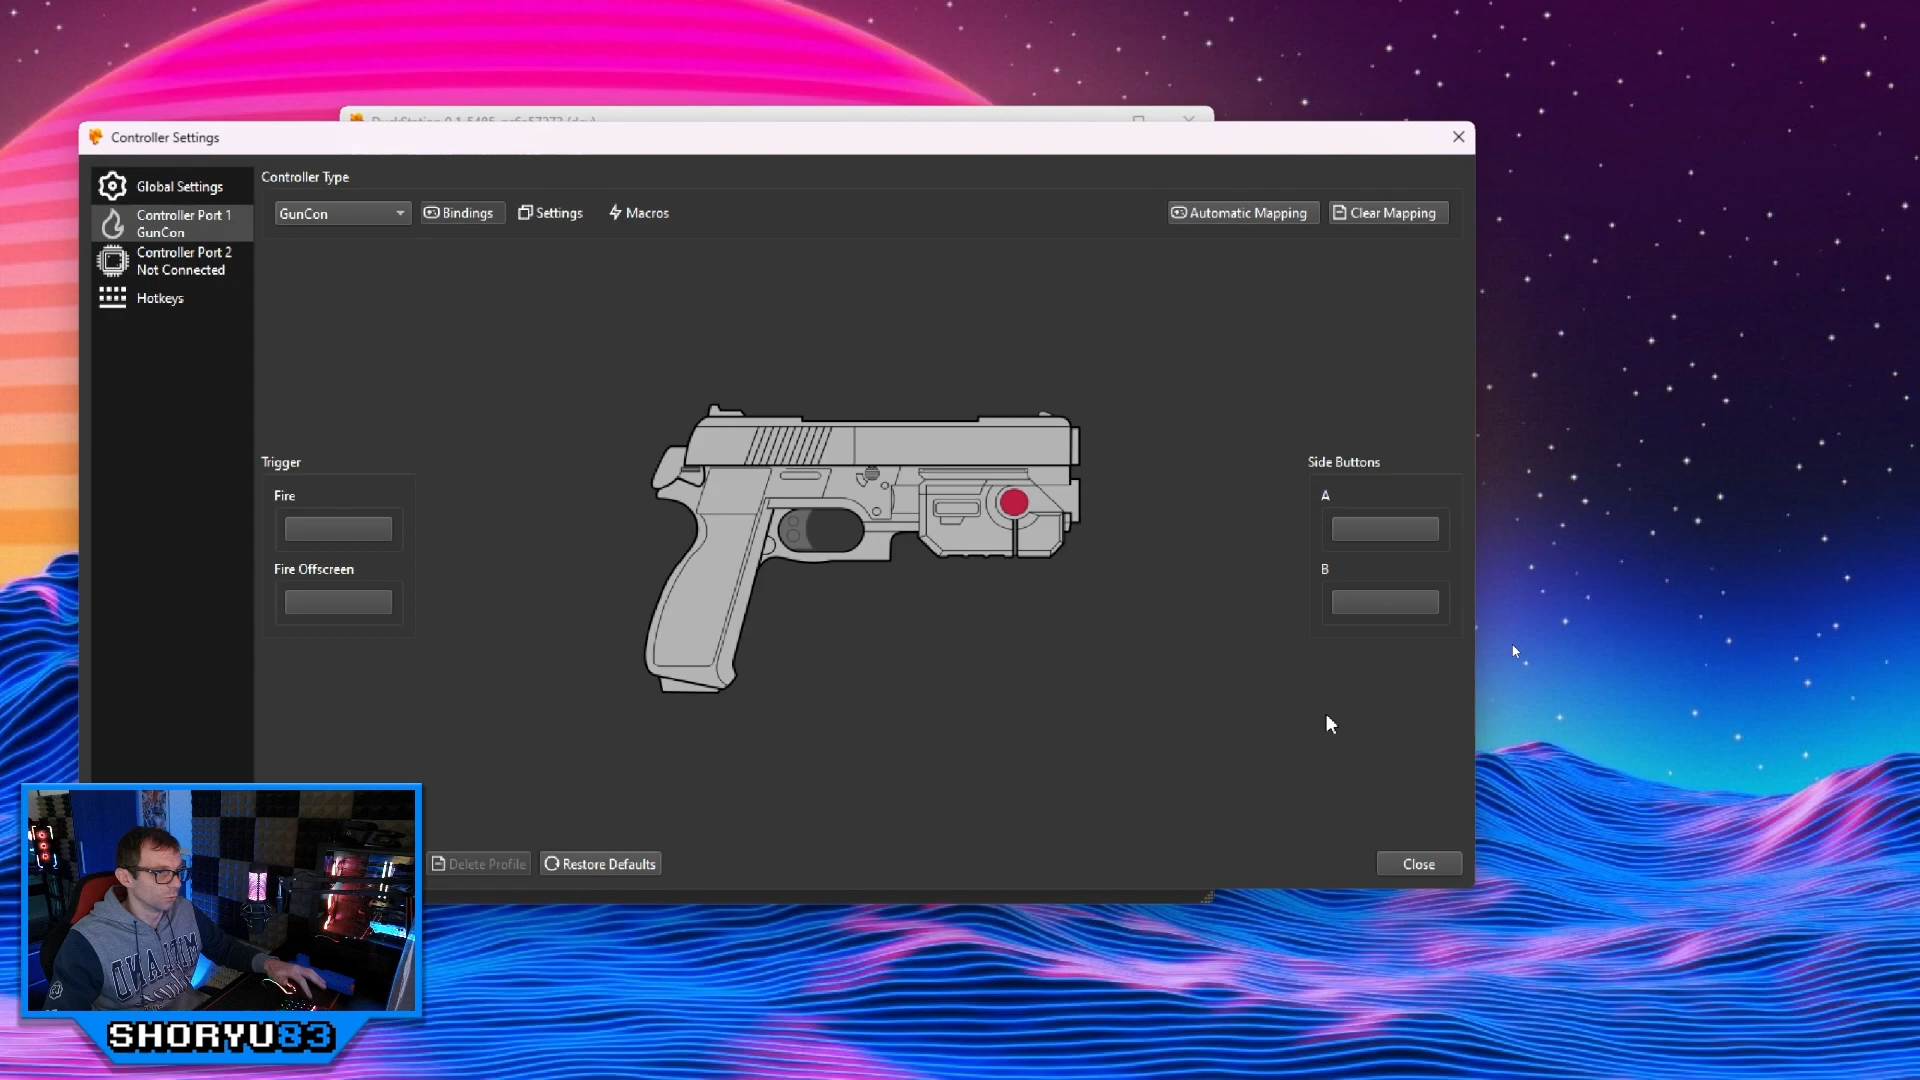 Controller Settings
Global Settings
Controller Port 1
GunCon
Controller Port 2
Not Connected
Hotkeys
Controller Type
GunCon
Bindings
Settings
Macros
Automatic Mapping
Clear Mapping
Trigger
Fire
Fire Offscreen
Side Buttons
A
B
Delete Profile
Restore Defaults
Close
MIDLAND
SHORYU83